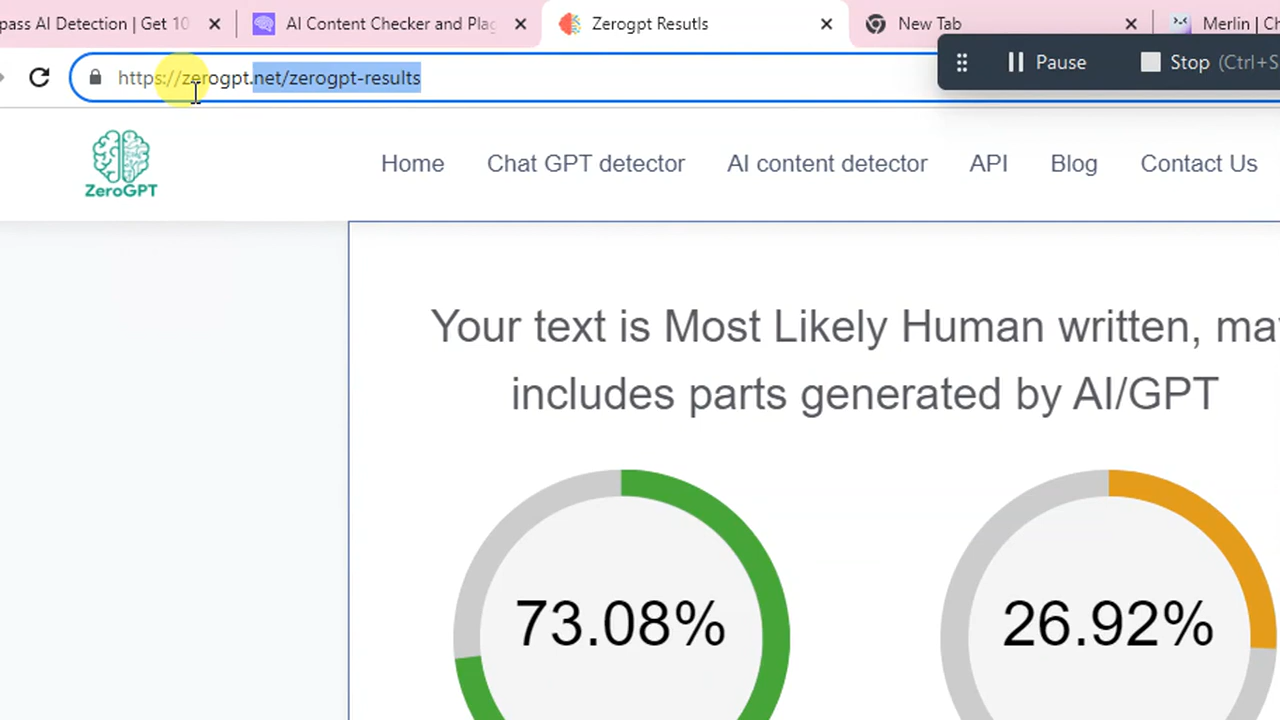 pass AI Detection | Get 10
AI Content Checker and Plag
Zerogpt Resutls
New Tab
Merlin | Ch
Pause
Stop (Ctrl+S
https://zerogpt.net/zerogpt-results
ZeroGPT
Home
Chat GPT detector
AI content detector
API
Blog
Contact Us
Your text is Most Likely Human written, may
includes parts generated by AI/GPT
73.08%
26.92%